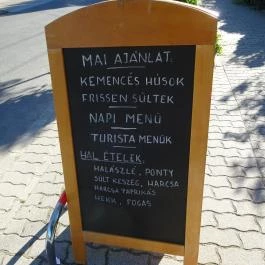 MAI AJÁNLAT:
KEMENCÉS HÚSOK
FRISSEN SÜLTEK
NAPI MENÜ
TURISTA MENÜK
HAL ÉTELEK:
HALÁSZLÉ, PONTY
SÜLT KESZEG, HARCSA
HARCSA PAPRIKÁS
HEKK, FOGAS